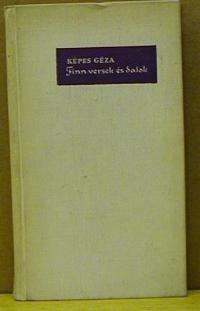 KÉPES GÉZA
Finn versek és dalok